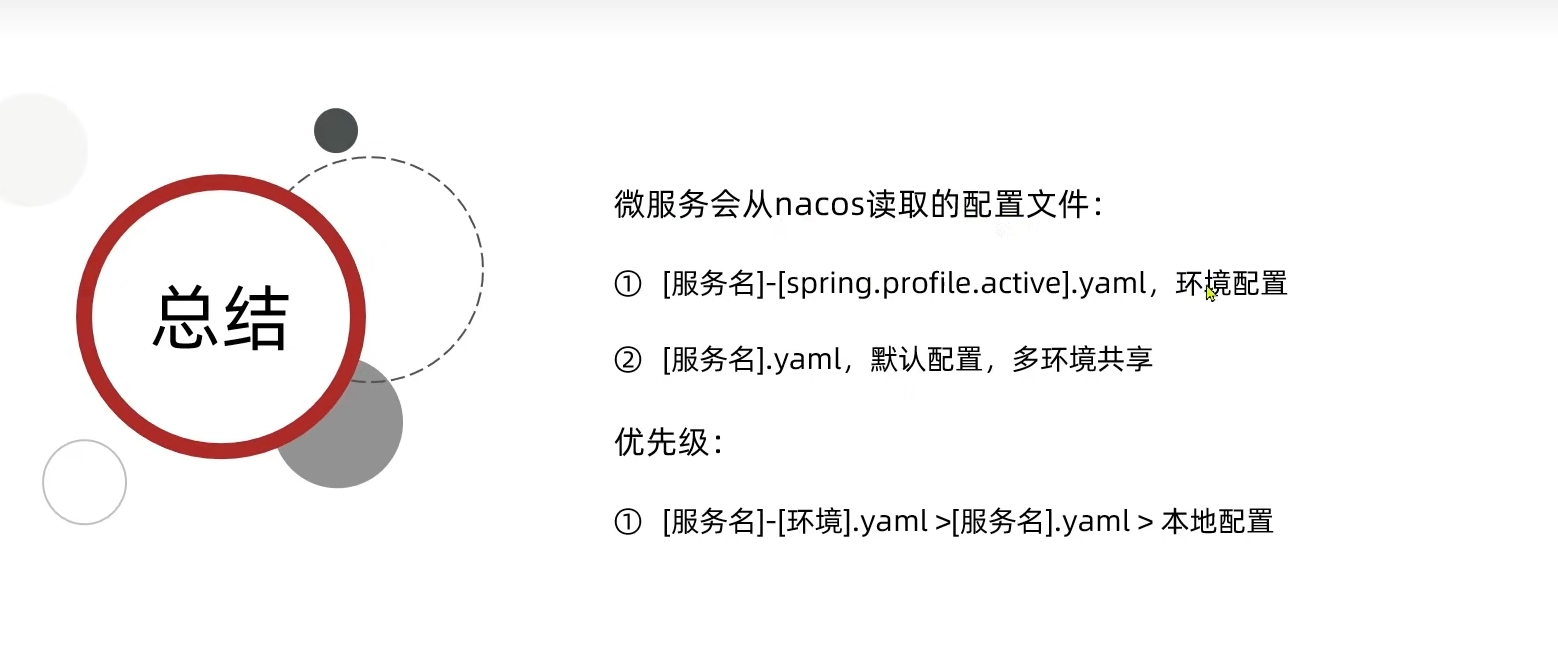 总结
微服务会从nacos读取的配置文件：
① [服务名]-[spring.profile.active].yaml，环境配置
② [服务名].yaml，默认配置，多环境共享
优先级：
① [服务名]-[环境].yaml >[服务名].yaml > 本地配置